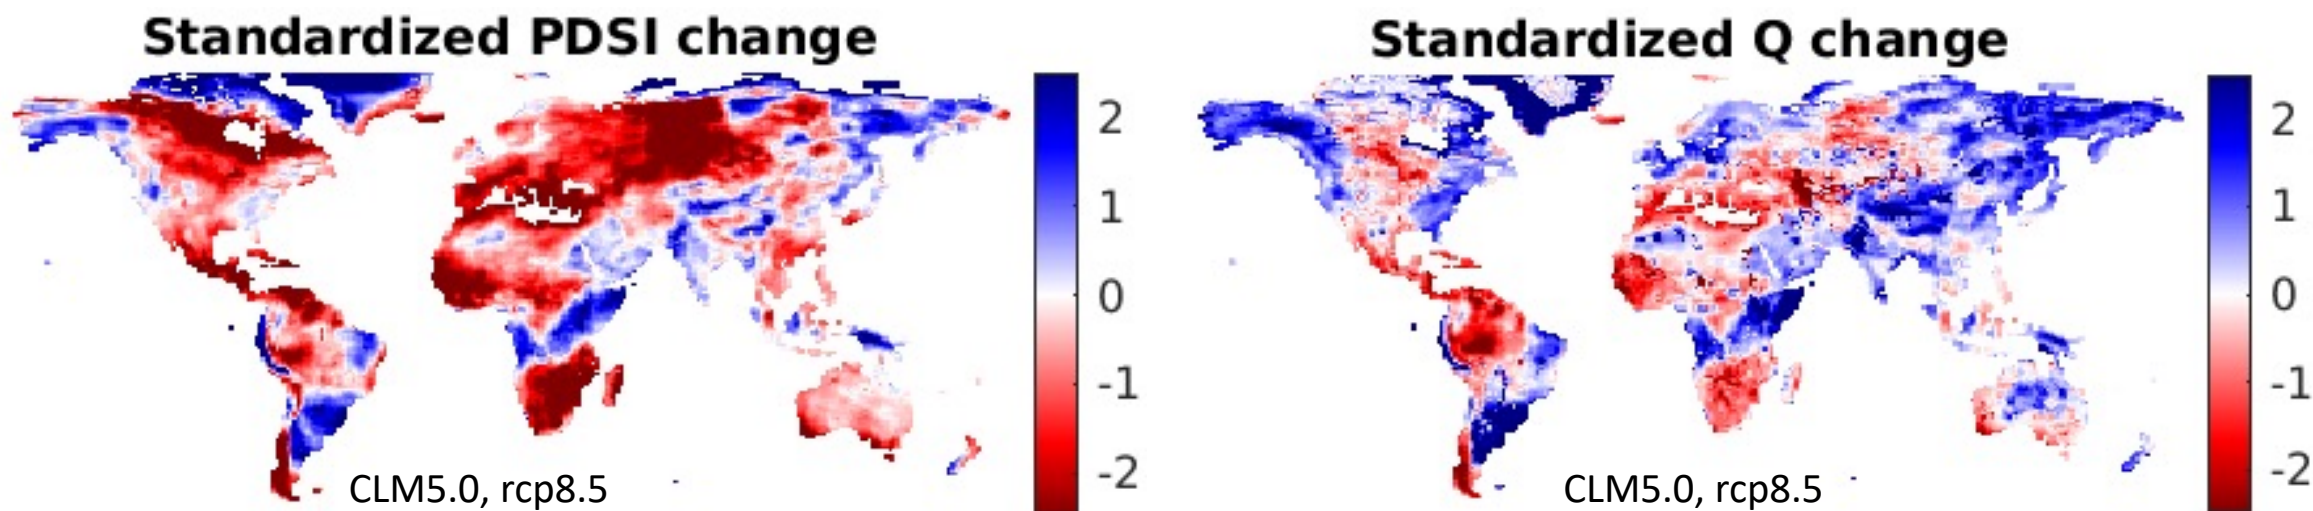 Standardized PDSI change
2
1
0
-1
-2
CLM5.0, rcp8.5
Standardized Q change
2
1
0
-1
-2
CLM5.0, rcp8.5